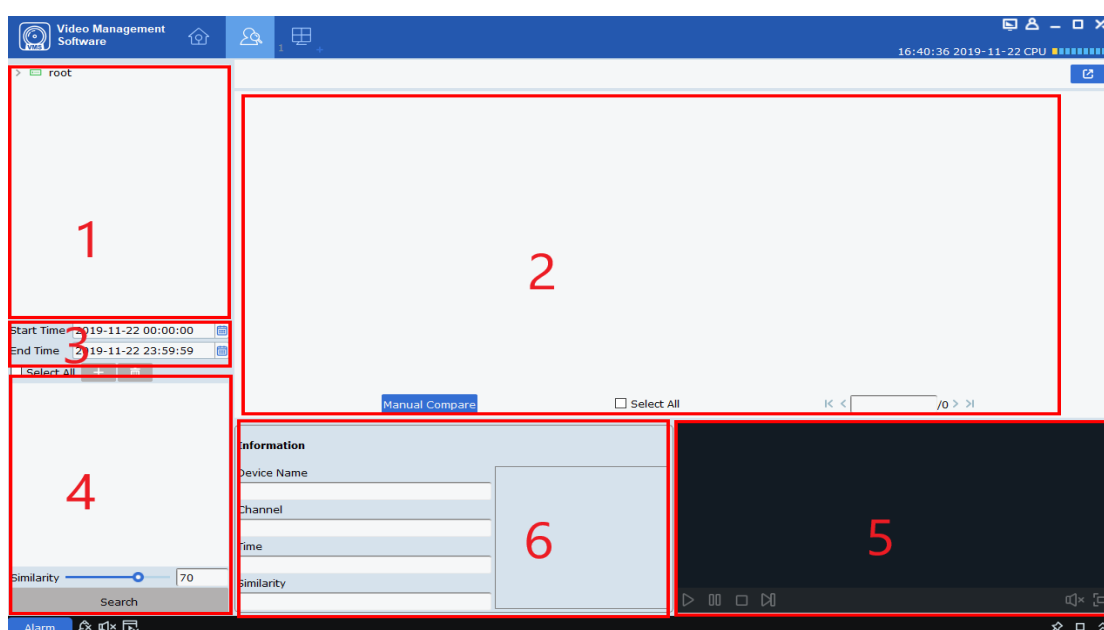 Video Management
Software
VMS
1
+
16:40:36 2019-11-22 CPU
root
1
2
Start Time 2019-11-22 00:00:00
3
End Time 2019-11-22 23:59:59
Select All +
Manual Compare
Select All
/0
4
Similarity 70
Search
Information
Device Name
Channel
Time
Similarity
6
5
Alarm